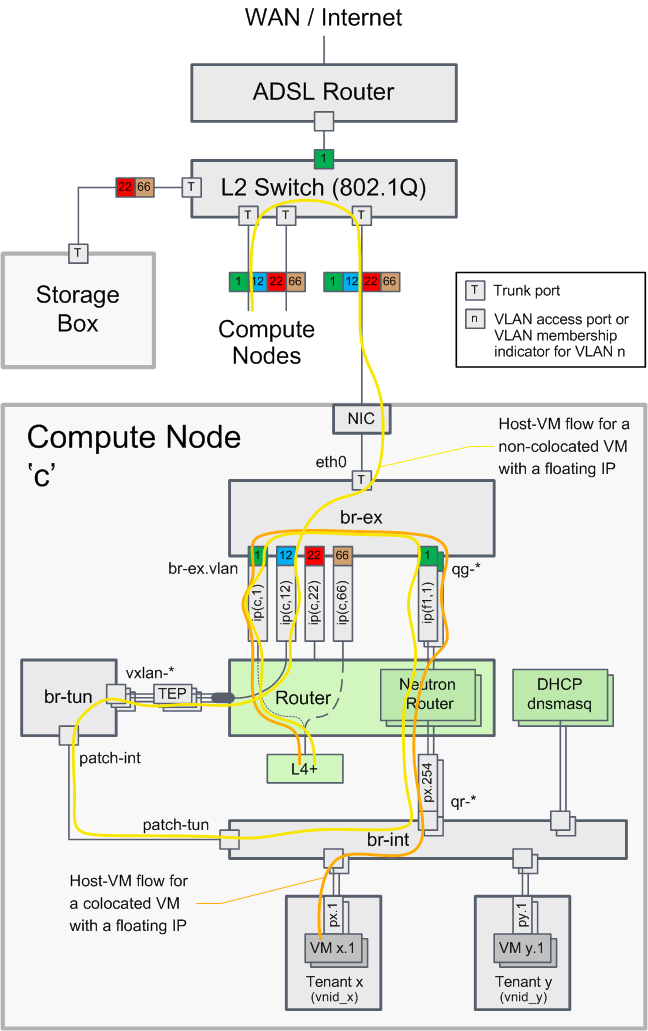 WAN / Internet
ADSL Router
1
L2 Switch (802.1Q)
22 66
T
T T T
T
Storage
Box
1 12 22 66
1 12 22 66
Compute
Nodes
T Trunk port
n VLAN access port or
VLAN membership
indicator for VLAN n
Compute Node
'c'
NIC
eth0
T
Host-VM flow for a
non-colocated VM
with a floating IP
br-ex
br-ex.vlan
1 12 22 66
1
qg-*
ip(c,1)
ip(c,12)
ip(c,22)
ip(c,66)
ip(f1,1)
br-tun
vxlan-*
TEP
Router
Neutron
Router
DHCP
dnsmasq
patch-int
L4+
px.254
qr-*
patch-tun
br-int
Host-VM flow for
a colocated VM
with a floating IP
px.1
py.1
VM x.1
VM y.1
Tenant x
(vnid_x)
Tenant y
(vnid_y)